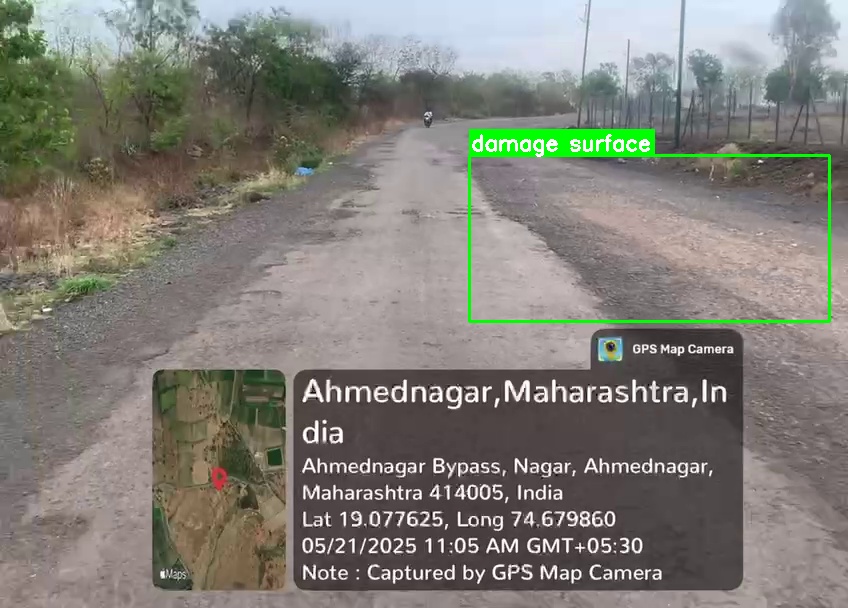 damage surface
GPS Map Camera
Ahmednagar,Maharashtra,In
dia
Ahmednagar Bypass, Nagar, Ahmednagar,
Maharashtra 414005, India
Lat 19.077625, Long 74.679860
05/21/2025 11:05 AM GMT+05:30
Note : Captured by GPS Map Camera
Maps